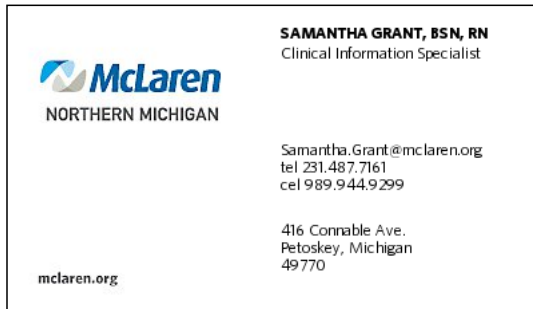 McLaren
NORTHERN MICHIGAN
mclaren.org
SAMANTHA GRANT, BSN, RN
Clinical Information Specialist
Samantha.Grant@mclaren.org
tel 231.487.7161
cel 989.944.9299
416 Connable Ave.
Petoskey, Michigan
49770